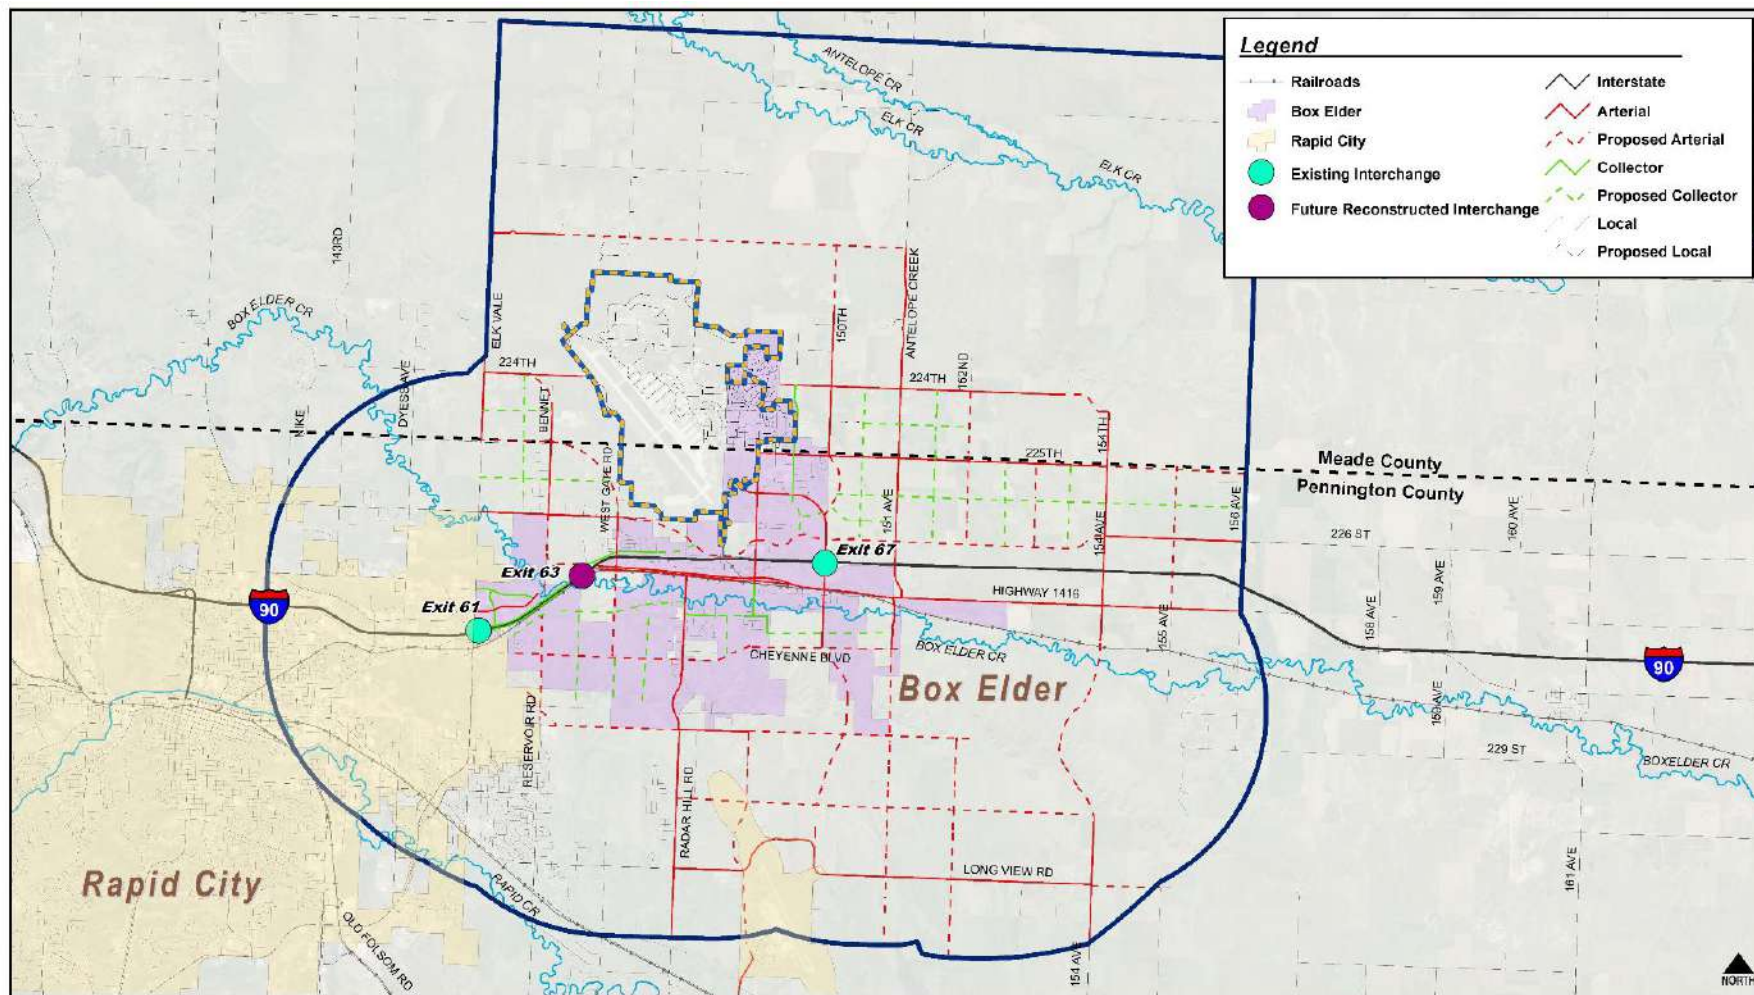 Legend
Railroads
Box Elder
Rapid City
Existing Interchange
Future Reconstructed Interchange
Interstate
Arterial
Proposed Arterial
Collector
Proposed Collector
Local
Proposed Local
ANTELOPE CR
ELK CR
ELK CR
143RD
BOX ELDER CR
ELK VALE
150TH
ANTELOPE CREEK
224TH
224TH
152ND
DYESS AVE
NIKE
BENNET
WEST GATE RD
154TH
225TH
Meade County
Pennington County
151 AVE
154 AVE
156 AVE
226 ST
160 AVE
Exit 67
Exit 63
Exit 61
HIGHWAY 1416
159 AVE
158 AVE
155 AVE
90
90
CHEYENNE BLVD
BOX ELDER CR
Box Elder
RESERVOIR RD
159 AVE
229 ST
BOXELDER CR
RADAR HILL RD
LONG VIEW RD
161 AVE
Rapid City
RAPID CR
OLD FOLSOM RD
154 AVE
NORTH